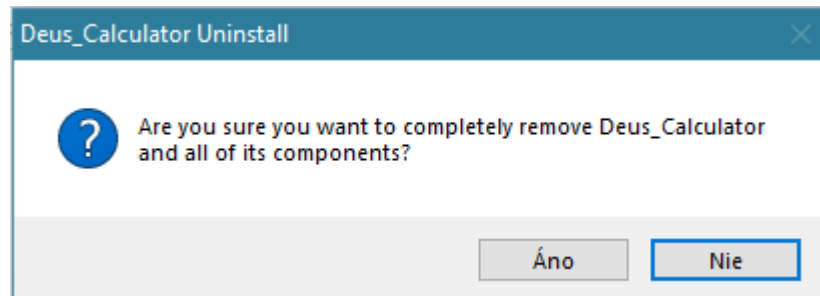 Deus_Calculator Uninstall
Are you sure you want to completely remove Deus_Calculator
and all of its components?
Áno
Nie